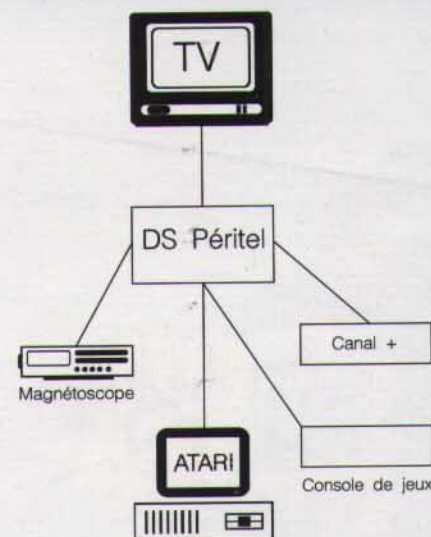 TV
DS Péritel
Canal +
Magnétoscope
ATARI
Console de jeux